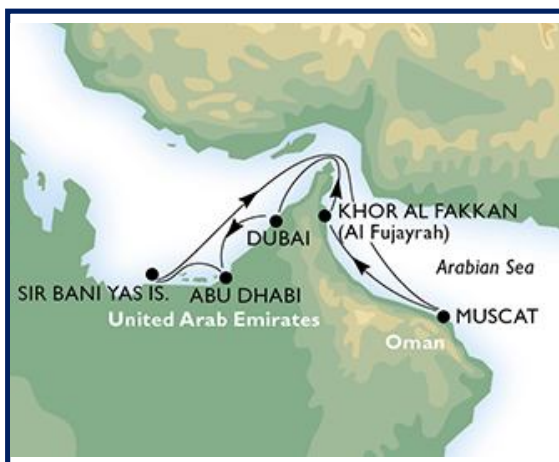 KHOR AL FAKKAN
(Al Fujayrah)
DUBAI
Arabian Sea
SIR BANI YAS IS.
ABU DHABI
United Arab Emirates
MUSCAT
Oman